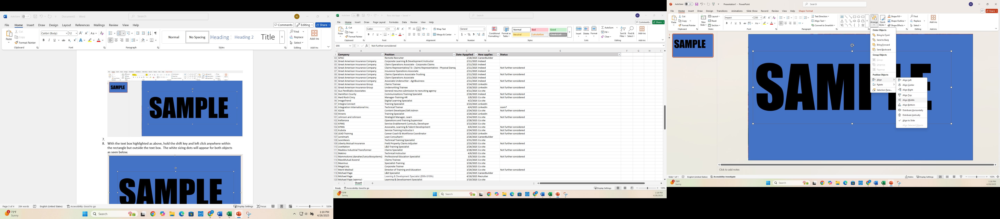 AutoSave Off Document1 - Word Search RS
File Home Insert Draw Design Layout References Mailings Review View Help Comments Editing Share
Paste Cut Copy Format Painter Clipboard
Calibri (Body) 12 Font Paragraph
Normal No Spacing Heading 1 Heading 2 Title Styles
Find Replace Select Editing Add-ins Add-ins
SAMPLE
SAMPLE
7.
8. With the text box highlighted as above, hold the shift key and left click anywhere within
the rectangle but outside the text box. The white sizing dots will appear for both objects
as seen below.
SAMPLE
Page 3 of 4 284 words English (United States) Accessibility: Good to go Display Settings Focus 100%
73°F Sunny Search 1:18 PM 4/28/2025
File Home Insert Draw Page Layout Formulas Data Review View Help Comments Share
Paste Cut Copy Format Painter Clipboard
Calibri 11 Font
Wrap Text Merge & Center Alignment
General Number
Conditional Formatting Format as Table Normal Bad Good Neutral Calculation Check Cell Styles
Insert Delete Format Cells
AutoSum Fill Clear Sort & Filter Find & Select Editing Add-ins Add-ins
E95 Not further considered
A B C D E F G H I
1 Company Position Date Appplied How applies Status
83 GPAC Remote Recruiter 2/28/2025 CareerBuilder
84 Great American Insurance Company Corporate Learning & Development Instructor 2/11/2025 Indeed
85 Great American Insurance Company Claim Operations Associate - Corporate Claims 2/11/2025 Indeed
86 Great American Insurance Company Claims Representative/ Sr. Claims Representative - Physical Damag 2/11/2025 Indeed Not further considered
87 Great American Insurance Company Insurance Operations Associate 2/11/2025 Indeed
88 Great American Insurance Company Claims Operations Associate-Trucking 2/11/2025 Indeed Not further considered
89 Great American Insurance Company Claim Operations Associate 2/11/2025 Indeed
90 Great American Insurance Company Associate Underwriter - AgriBusiness 2/11/2025 Indeed Not further considered
91 Great American Insurance Group Claims Trainee 3/14/2025 LinkedIn
92 Great American Insurance Group Underwriting Trainee 3/18/2025 LinkedIn Not further considered
93 Gus Perdikakis Associates General resume submission to recruiting agency 4/11/2025 Co site
94 Hamilton County Communications Training Specialist 2/26/2025 Indeed Not further considered
95 Hard Rock Cincy Manager-Training-HR 3/8/2025 Co site Not further considered
96 ImageTrend Digital Learning Specialist 4/2/2025 Co site
97 Integra Connect Training Specialist 3/23/2025 LinkedIn
98 Integration International Inc. Technical Trainer 4/4/2025 LinkedIn scam?
99 IQVIA Content Developer/LMS Admin 2/24/2025 Co site Not further considered
100 Itineris Training Specialist 3/20/2025 LinkedIn
101 Johnson and Johnson Strategist Manager, Learn 3/14/2025 Co site Not further considered
102 Kellanova Operations and Training Supervisor 2/28/2025 Co site
103 KPMG Service Enablement Curriculu, Developer 3/13/2025 Co site
104 KPMG Assocaite, Learning & Talent Development 4/6/2025 Co site Not further considered
105 Kubota Service Training Instructor I 2/24/2025 Co site Not further considered
106 LEAD Training Career Coach & Workforce Coordinator 3/23/2025 LinkedIn Not further considered
107 Lendmark Loan Consultant I 2/26/2025 CareerBuilder
108 LexisNexis Technical Training Specialist 3/31/2025 Co site
109 Liberty Mutual Insurance Field Property Claims Adjuster 2/23/2025 Co site Not further considered
110 LiveNation L&D Training Specialist 2/26/2025 Co site
111 Maddox Industrial Transformer Claims Specialist 3/28/2025 Co site Not further considered
112 Makino Technical Instructor 4/6/2025 Co site
113 Mammotone (danaher/Leica Biosystems) Professional Education Specialist 3/8/2025 Co site Not further considered
114 MassMutual Ascend Claims Trainee 3/23/2025 Co site
115 Maximus Specialist-Training 3/26/2025 Co site
116 MegaCorp Corporate Trainer 3/20/2025 Co site
117 Merit Medical Director of Training and Education 3/20/2025 Co site Not further considered
118 Michael Page L&D Specialist 2/24/2025 CareerBuilder
119 Michael Page Learning & Development Specialist ($90k-$100k) 4/18/2025 Recruiter
120 Michael Page (agency) Learning & Development Specialist 3/10/2025 Co site
Sheet1
Ready Accessibility: Good to go Display Settings 100%
73°F Sunny Search 1:18 PM 4/28/2025
AutoSave Off Presentation1 - PowerPoint Search RS
File Home Insert Draw Design Transitions Animations Slide Show Record Review View Help Shape Format Share
Paste Cut Copy Format Painter Clipboard
New Slide Layout Reset Section Slides
Impact 250 Font
Text Direction Align Text Convert to SmartArt Paragraph
Arrange Quick Styles Shape Fill Shape Outline Shape Effects
Find Replace Select Editing Add-ins Add-ins
Order Objects
Bring to Front
Send to Back
Bring Forward
Send Backward
Group Objects
Group
Ungroup
Regroup
Position Objects
Align
Rotate
Selection Pane...
Align Left
Align Center
Align Right
Align Top
Align Middle
Align Bottom
Distribute Horizontally
Distribute Vertically
Align to Slide
Align Selected Objects
1 SAMPLE
SAMPLE
Click to add notes
Slide 1 of 1 English (United States) Accessibility: Investigate Notes Display Settings 102%
73°F Sunny Search 1:18 PM 4/28/2025